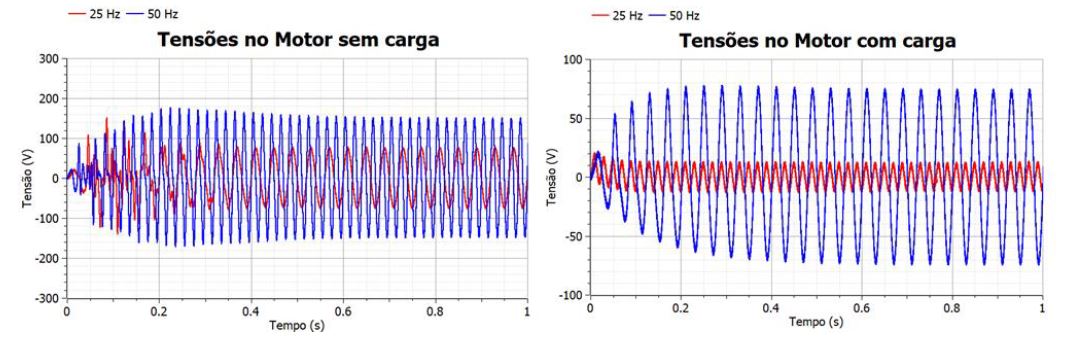 25 Hz 50 Hz
Tensões no Motor sem carga
300
200
100
0
-100
-200
-300
Tensão (V)
0 0.2 0.4 0.6 0.8 1
Tempo (s)
25 Hz 50 Hz
Tensões no Motor com carga
100
50
0
-50
-100
Tensão (V)
0 0.2 0.4 0.6 0.8 1
Tempo (s)